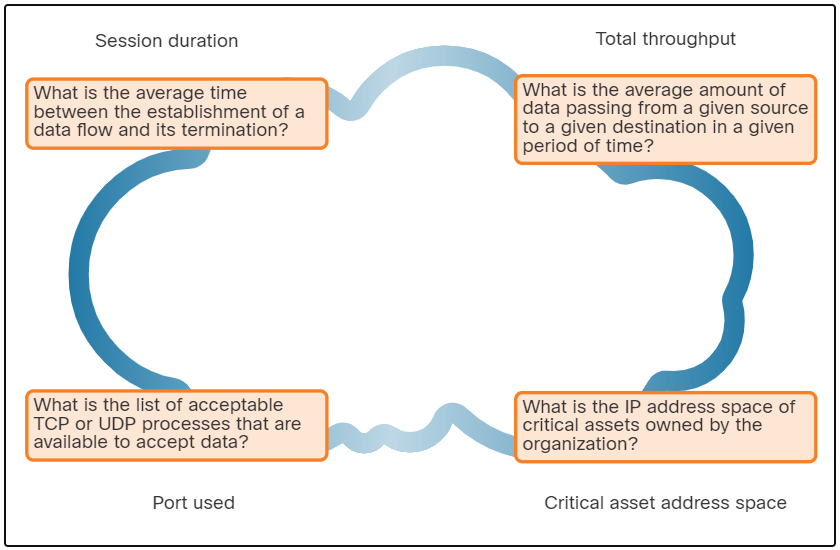 Session duration
Total throughput
What is the average time
between the establishment of a
data flow and its termination?
What is the average amount of
data passing from a given source
to a given destination in a given
period of time?
What is the list of acceptable
TCP or UDP processes that are
available to accept data?
What is the IP address space of
critical assets owned by the
organization?
Port used
Critical asset address space